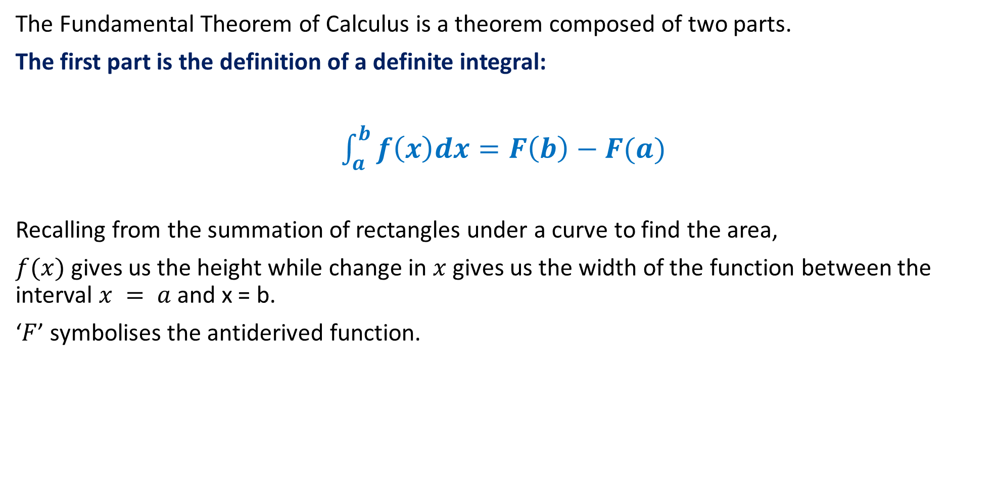 The Fundamental Theorem of Calculus is a theorem composed of two parts.
The first part is the definition of a definite integral:
∫_a^b f(x)dx = F(b) − F(a)
Recalling from the summation of rectangles under a curve to find the area,
f(x) gives us the height while change in x gives us the width of the function between the
interval x = a and x = b.
‘F’ symbolises the antiderived function.